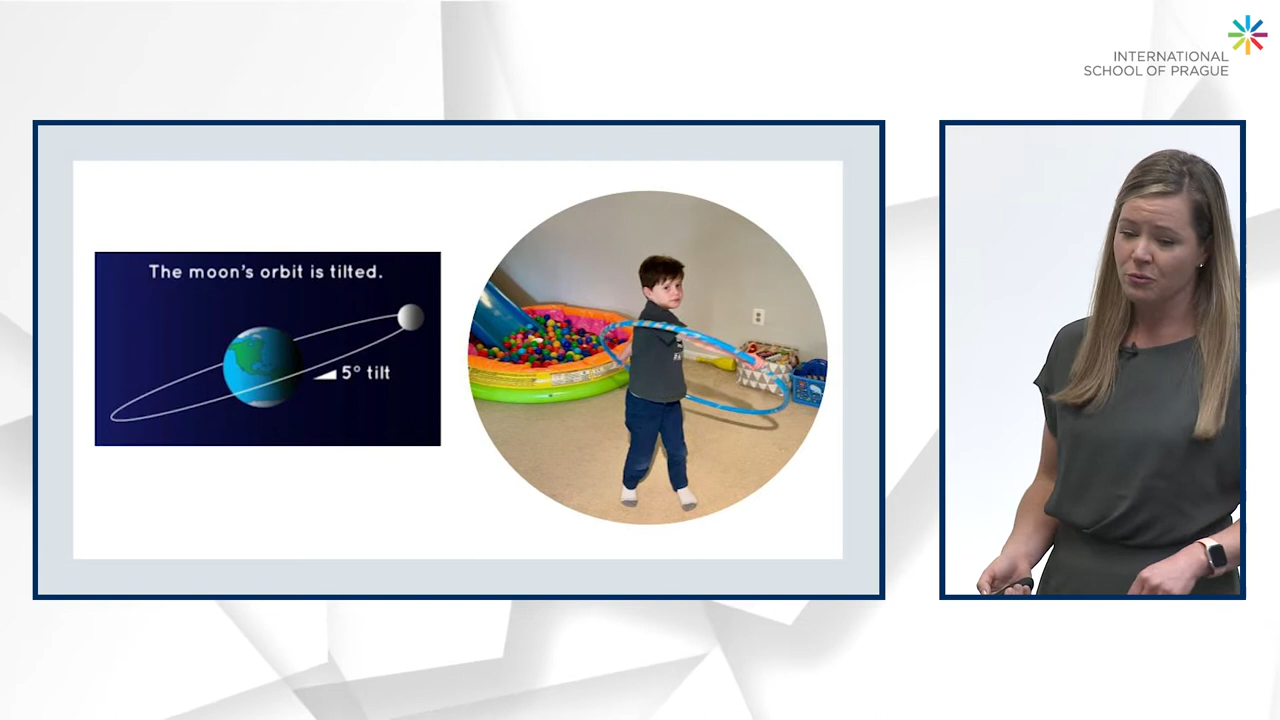 INTERNATIONAL
SCHOOL OF PRAGUE
The moon's orbit is tilted.
5° tilt